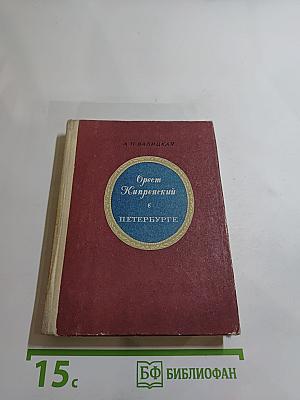 А. П. ВАЛИЦКАЯ
Орест
Кипренский
в
ПЕТЕРБУРГЕ
15с
БФ БИБЛИОФАН